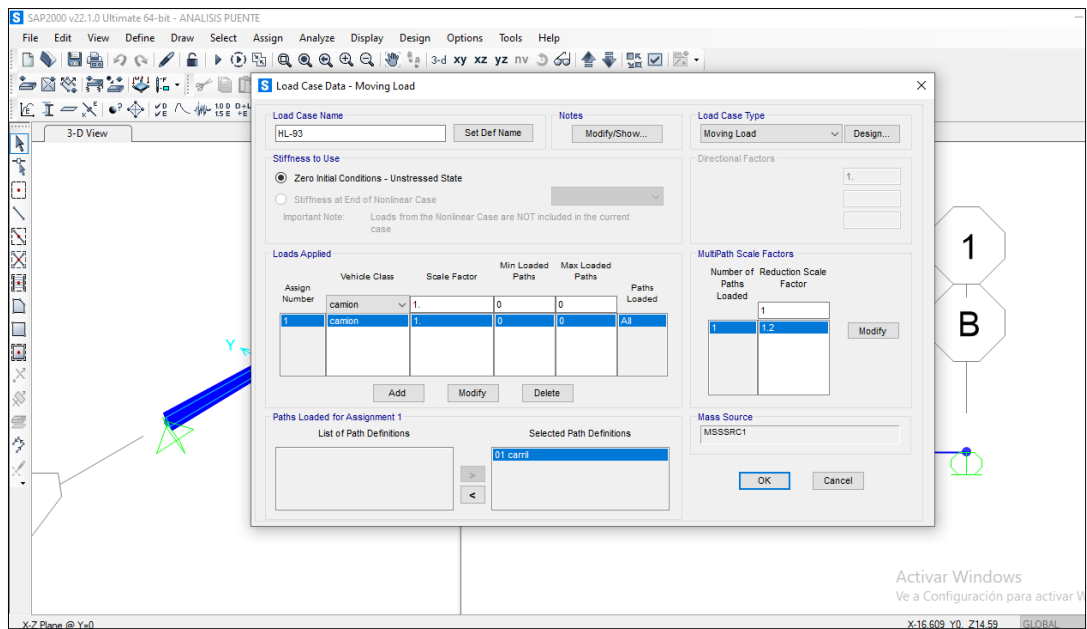 SAP2000 v22.1.0 Ultimate 64-bit - ANALISIS PUENTE
File Edit View Define Draw Select Assign Analyze Display Design Options Tools Help
3-d xy xz yz nv
3-D View
Load Case Data - Moving Load
Load Case Name
HL-93
Set Def Name
Notes
Modify/Show...
Load Case Type
Moving Load
Design...
Stiffness to Use
Zero Initial Conditions - Unstressed State
Stiffness at End of Nonlinear Case
Important Note: Loads from the Nonlinear Case are NOT included in the current
case
Directional Factors
1.
Loads Applied
Assign Number
Vehicle Class
Scale Factor
Min Loaded Paths
Max Loaded Paths
Paths Loaded
camion 1. 0 0
1 camion 1. 0 0 All
Add Modify Delete
MultiPath Scale Factors
Number of Paths Loaded
Reduction Scale Factor
1
1 1.2
Modify
Paths Loaded for Assignment 1
List of Path Definitions
Selected Path Definitions
01 carril
>
<
Mass Source
MSSSRC1
OK Cancel
Y
1
B
Activar Windows
Ve a Configuración para activar W
X-Z Plane @ Y=0
X-16.609 Y0. Z14.59 GLOBAL